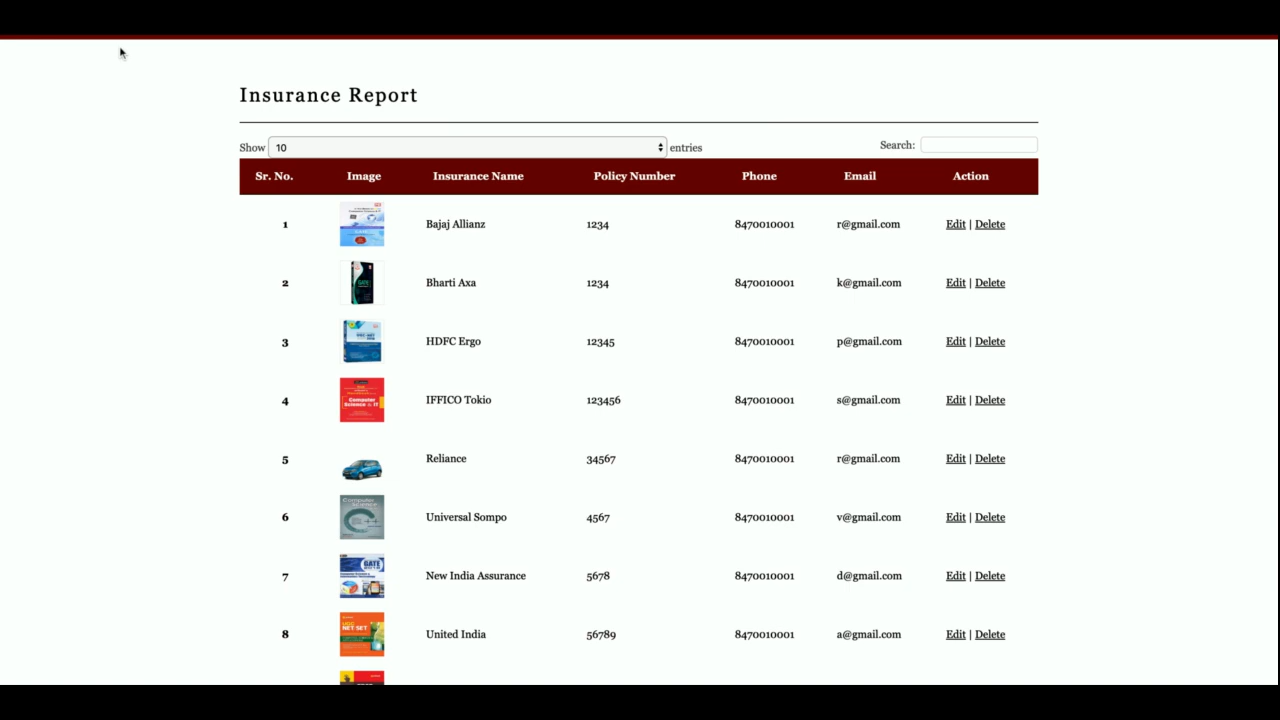 Insurance Report
Show 10 entries Search:
Sr. No. Image Insurance Name Policy Number Phone Email Action
1 Bajaj Allianz 1234 8470010001 r@gmail.com Edit | Delete
2 Bharti Axa 1234 8470010001 k@gmail.com Edit | Delete
3 HDFC Ergo 12345 8470010001 p@gmail.com Edit | Delete
4 Computer Science & IT IFFICO Tokio 123456 8470010001 s@gmail.com Edit | Delete
5 Reliance 34567 8470010001 r@gmail.com Edit | Delete
6 Computer Science Universal Sompo 4567 8470010001 v@gmail.com Edit | Delete
7 GATE New India Assurance 5678 8470010001 d@gmail.com Edit | Delete
8 UGC NET SET United India 56789 8470010001 a@gmail.com Edit | Delete